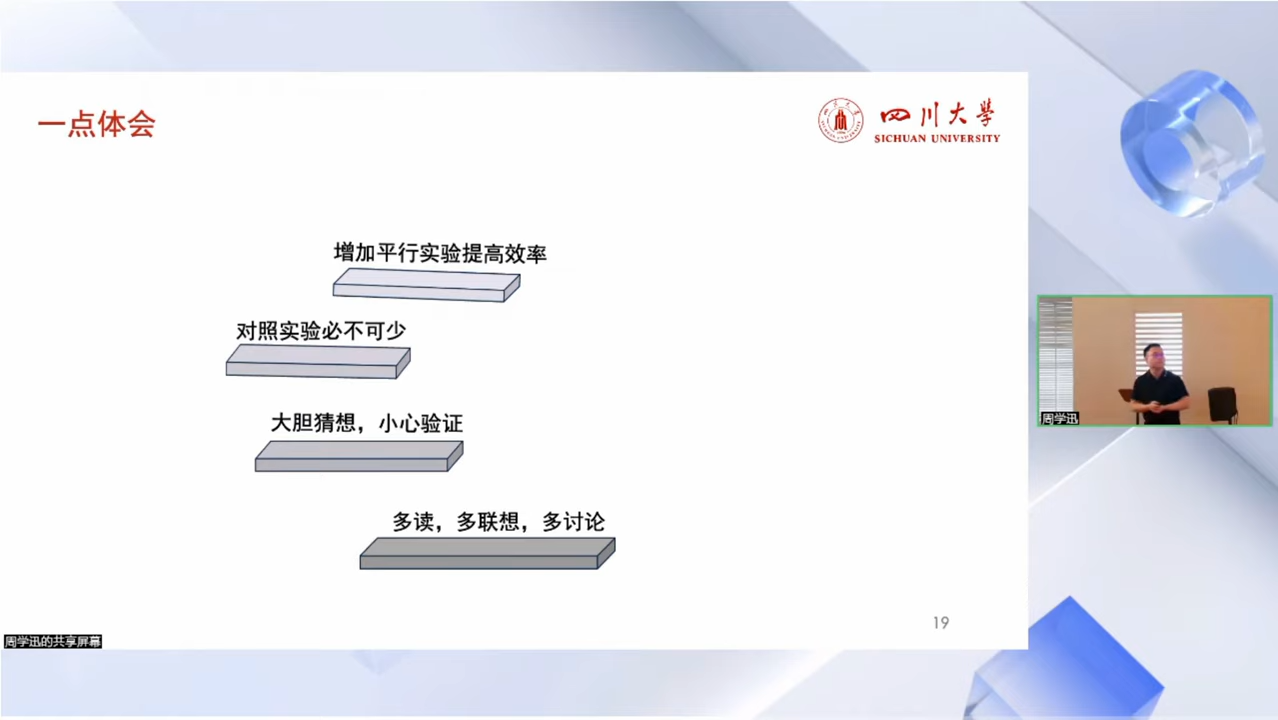 一点体会
四川大学
SICHUAN UNIVERSITY
增加平行实验提高效率
对照实验必不可少
大胆猜想，小心验证
多读，多联想，多讨论
周学迅
19
周学迅的共享屏幕